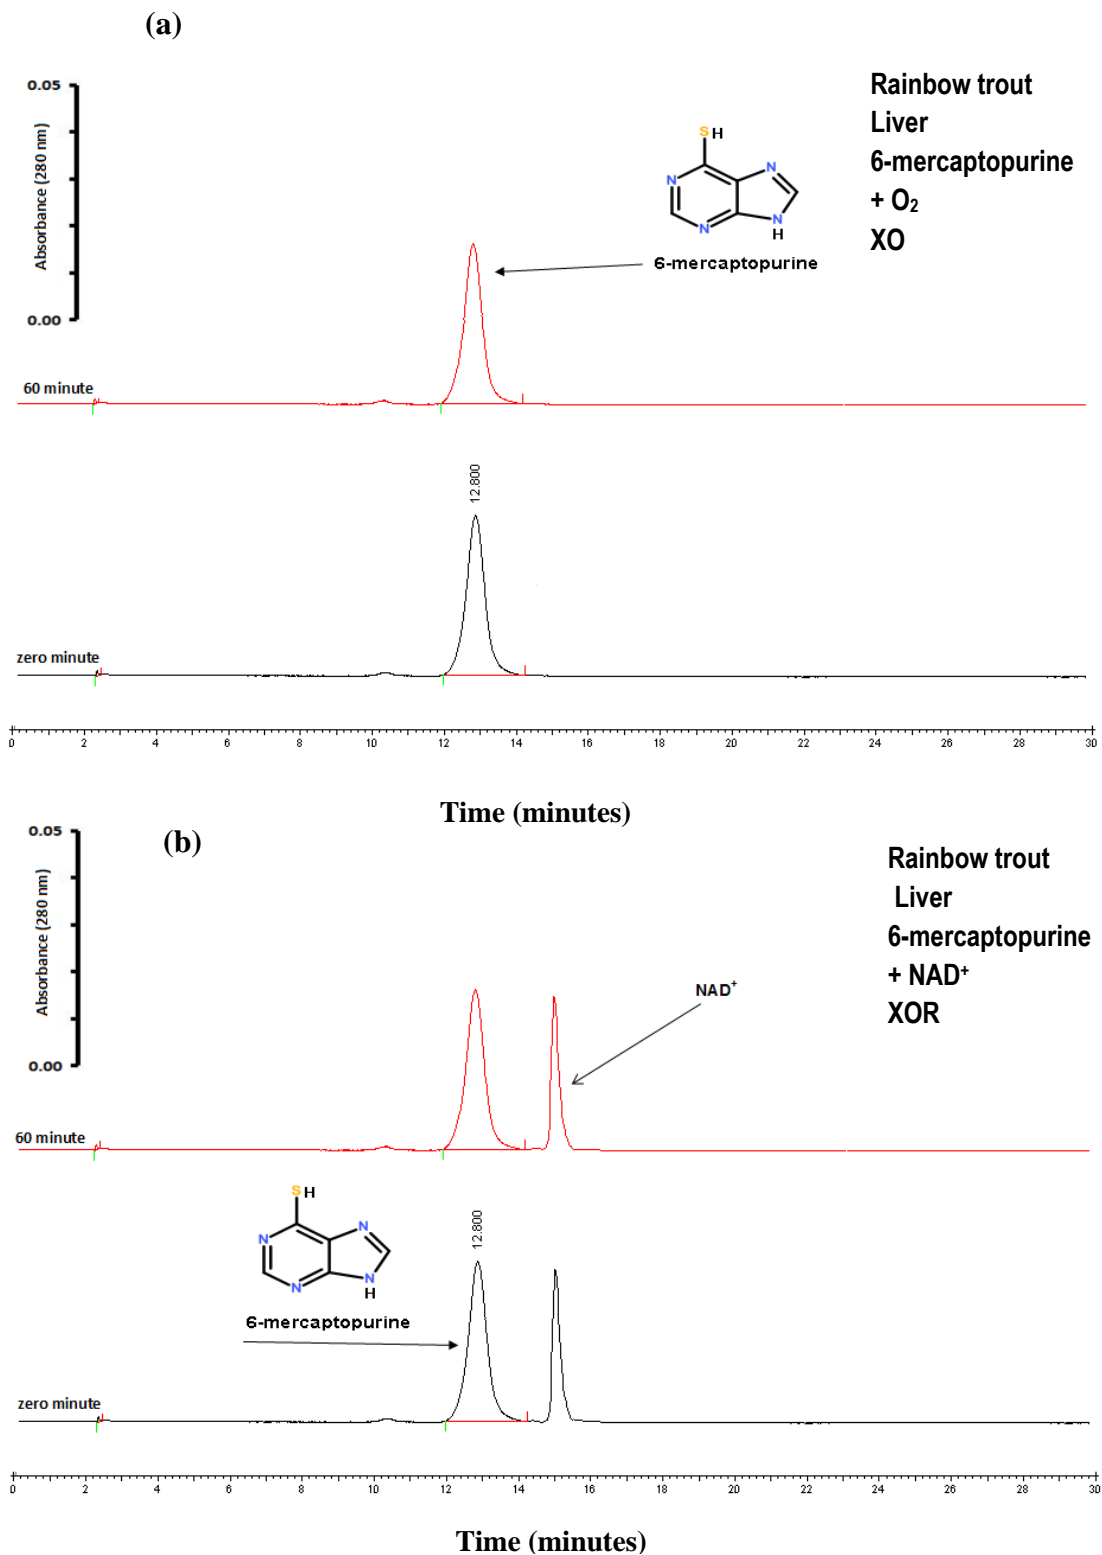 (a)
0.05
Absorbance (280 nm)
0.00
Rainbow trout
Liver
6-mercaptopurine
+ O₂
XO
SH
N
N
N
N
H
6-mercaptopurine
60 minute
12.800
zero minute
0 2 4 6 8 10 12 14 16 18 20 22 24 26 28 30
Time (minutes)
(b)
0.05
Absorbance (280 nm)
0.00
Rainbow trout
Liver
6-mercaptopurine
+ NAD⁺
XOR
NAD⁺
60 minute
SH
N
N
N
N
H
6-mercaptopurine
12.800
zero minute
0 2 4 6 8 10 12 14 16 18 20 22 24 26 28 30
Time (minutes)